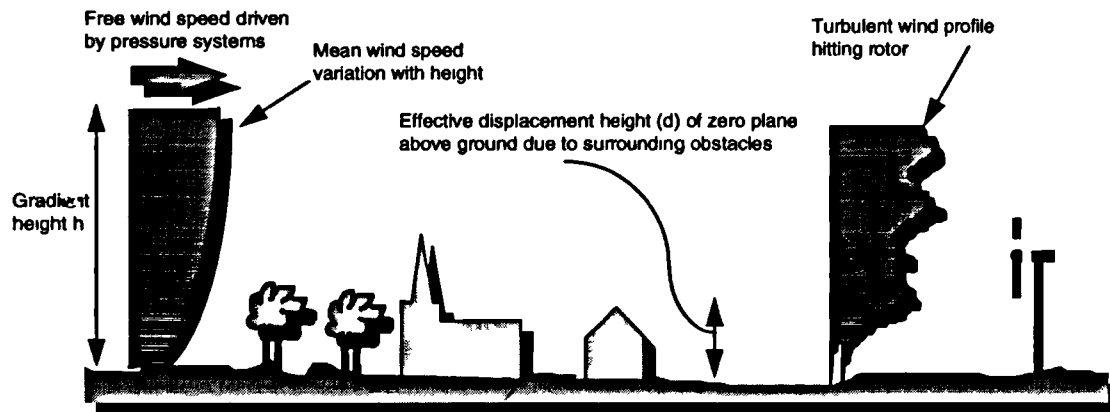 Free wind speed driven
by pressure systems
Mean wind speed
variation with height
Turbulent wind profile
hitting rotor
Effective displacement height (d) of zero plane
above ground due to surrounding obstacles
Gradient
height h